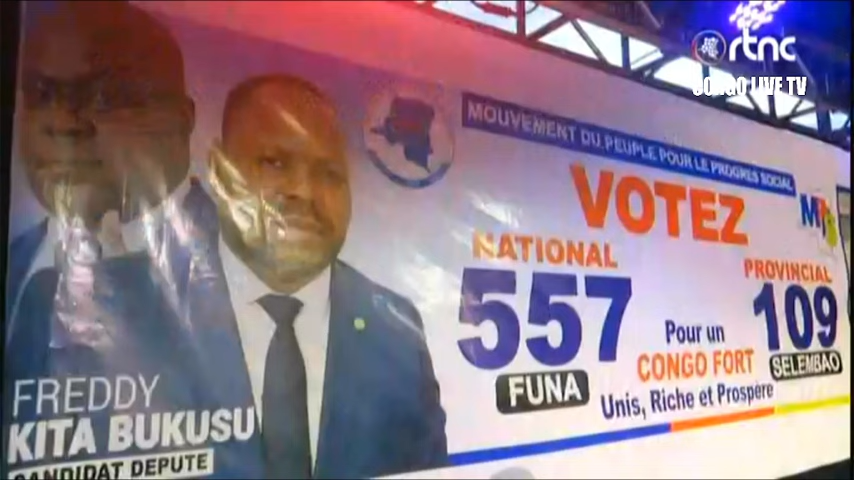 rtnc
CONGO LIVE TV
MOUVEMENT DU PEUPLE POUR LE PROGRES SOCIAL
VOTEZ
NATIONAL
557
FUNA
PROVINCIAL
109
SELEMBAO
Pour un
CONGO FORT
Unis, Riche et Prospère
FREDDY
KITA BUKUSU
CANDIDAT DEPUTE